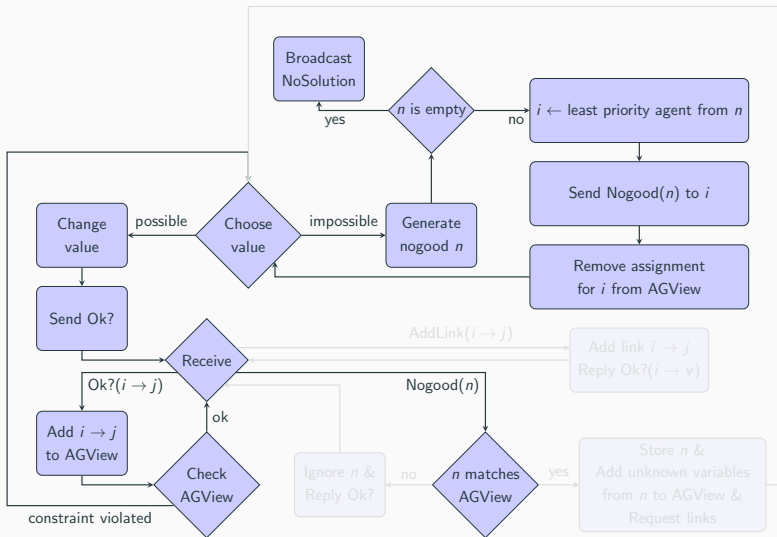 Broadcast
NoSolution
n is empty
yes
no
i ← least priority agent from n
Send Nogood(n) to i
Remove assignment
for i from AGView
Change
value
possible
Choose
value
impossible
Generate
nogood n
Send Ok?
Receive
AddLink(i → j)
Add link i → j
Reply Ok?(i → v)
Ok?(i → j)
Nogood(n)
ok
Add i → j
to AGView
Check
AGView
Ignore n &
Reply Ok?
no
n matches
AGView
yes
Store n &
Add unknown variables
from n to AGView &
Request links
constraint violated